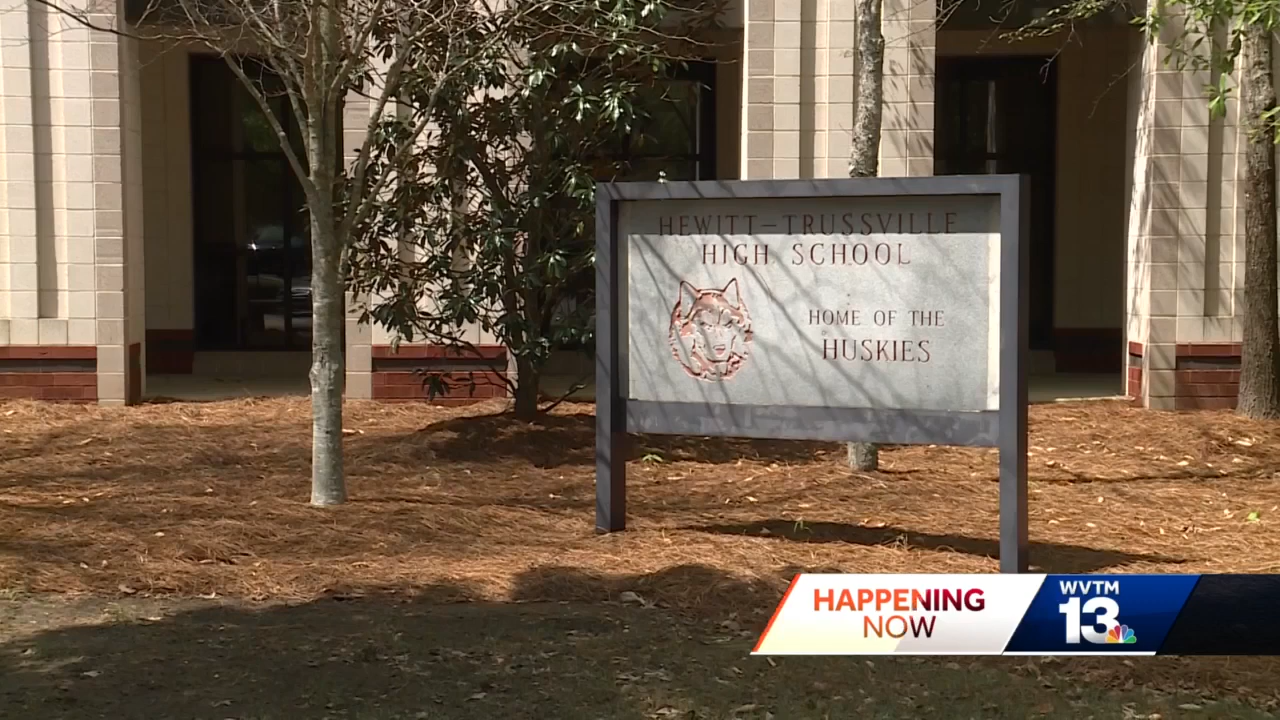 HEWITT–TRUSSVILLE
HIGH SCHOOL
HOME OF THE
HUSKIES
HAPPENING
NOW
WVTM
13